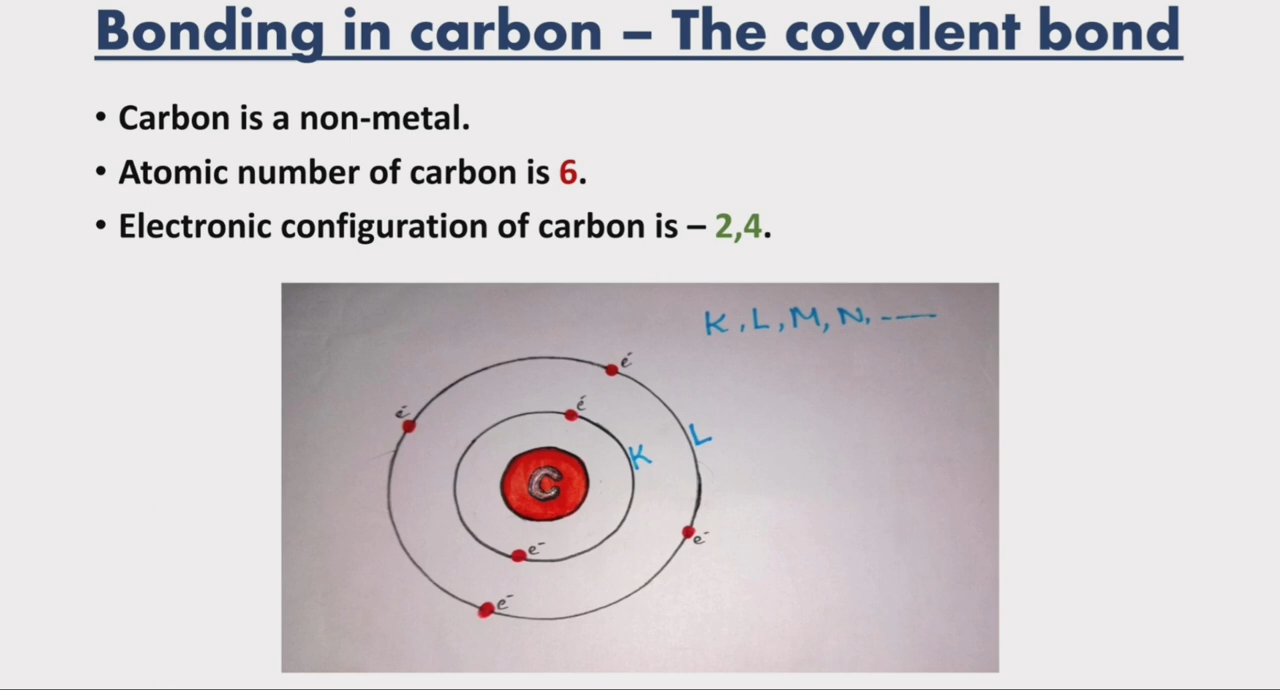 Bonding in carbon – The covalent bond
• Carbon is a non-metal.
• Atomic number of carbon is 6.
• Electronic configuration of carbon is – 2,4.
K, L, M, N, -----
e⁻
e⁻
e⁻
L
K
C
e⁻
e⁻
e⁻